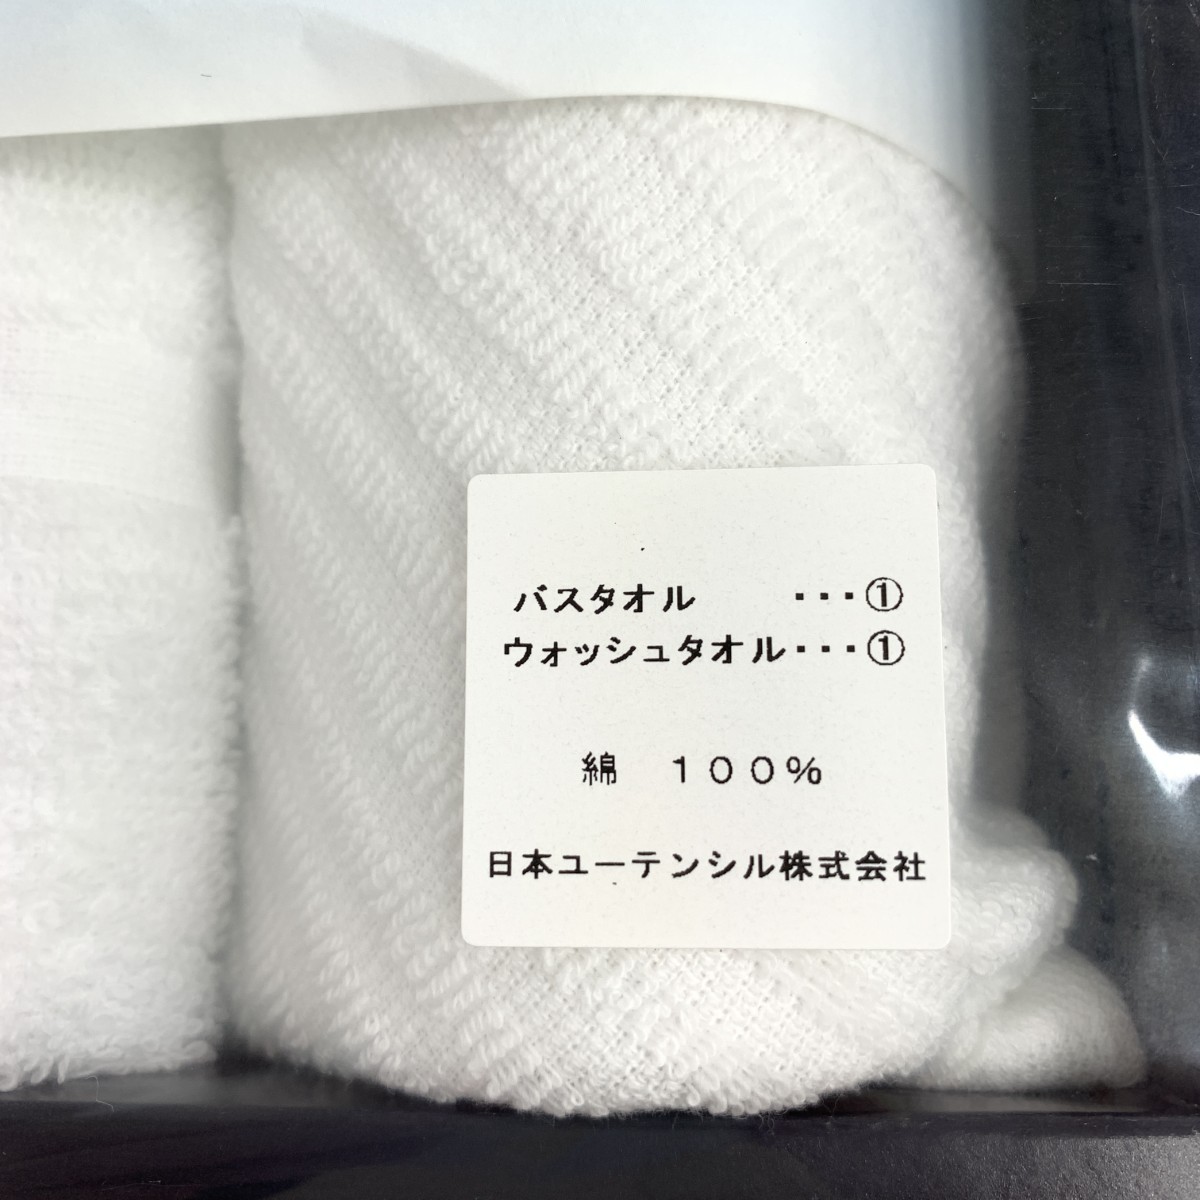 バスタオル　　・・・①
ウォッシュタオル・・・①
綿　１００％
日本ユーテンシル株式会社